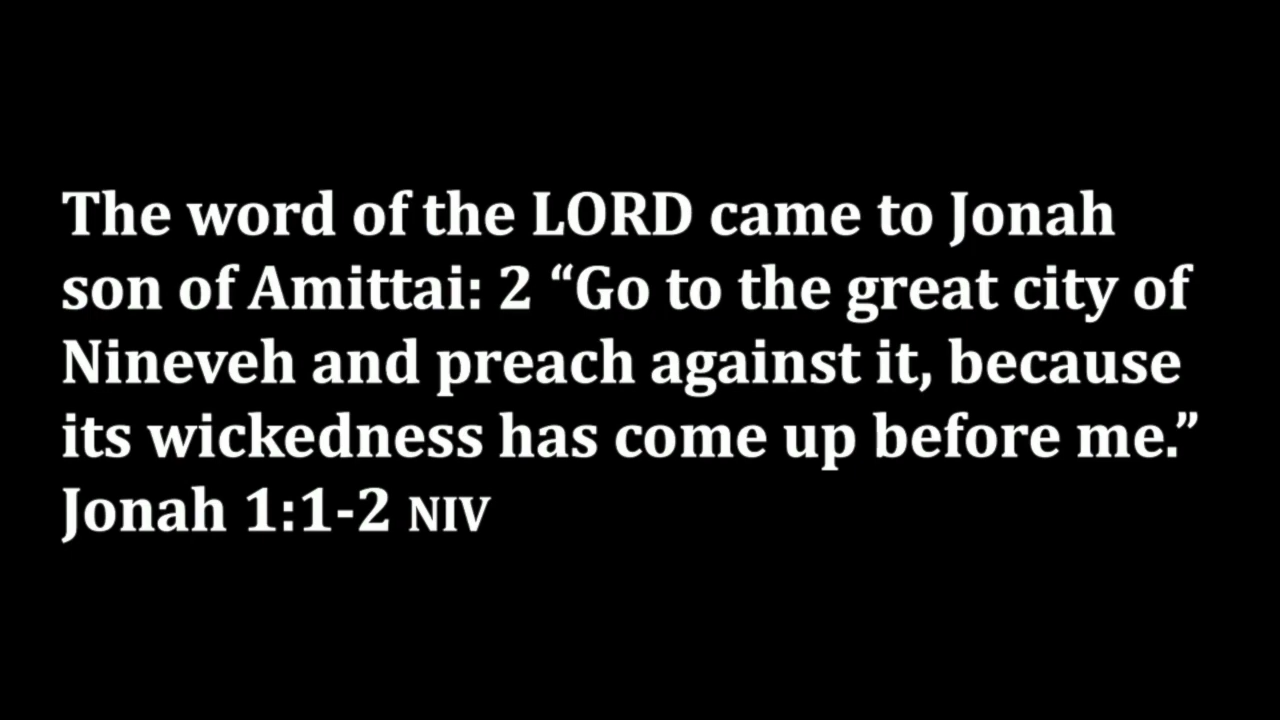 The word of the LORD came to Jonah
son of Amittai: 2 “Go to the great city of
Nineveh and preach against it, because
its wickedness has come up before me.”
Jonah 1:1-2 NIV